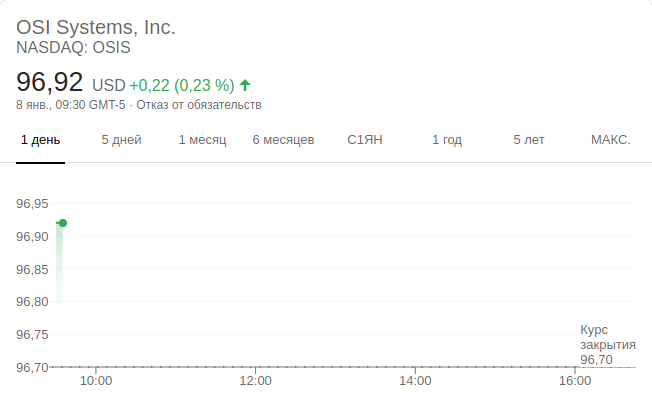 OSI Systems, Inc.
NASDAQ: OSIS
96,92 USD +0,22 (0,23 %)
8 янв., 09:30 GMT-5 · Отказ от обязательств
1 день 5 дней 1 месяц 6 месяцев С1ЯН 1 год 5 лет МАКС.
96,95
96,90
96,85
96,80
96,75
96,70
Курс
закрытия
96,70
10:00 12:00 14:00 16:00